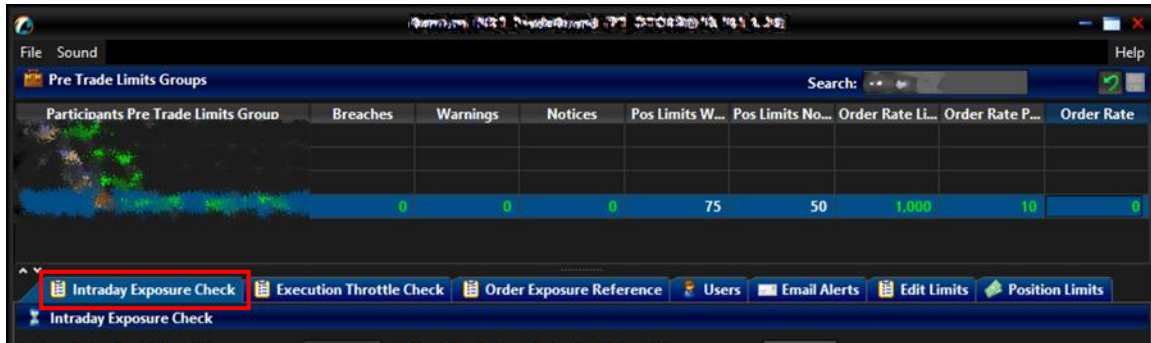 File Sound Help
Pre Trade Limits Groups Search:
Participants Pre Trade Limits Group Breaches Warnings Notices Pos Limits W... Pos Limits No... Order Rate Li... Order Rate P... Order Rate
0 0 0 75 50 1,000 10 0
Intraday Exposure Check Execution Throttle Check Order Exposure Reference Users Email Alerts Edit Limits Position Limits
Intraday Exposure Check